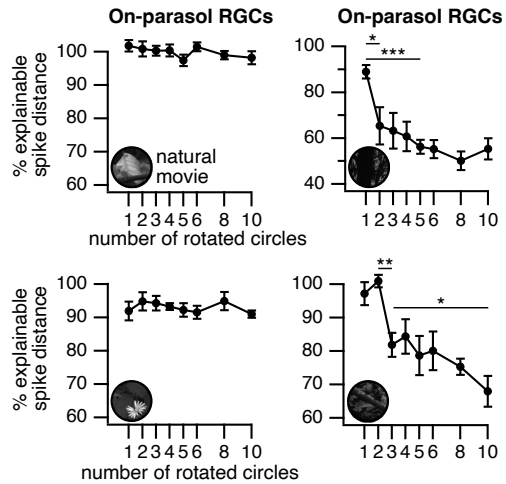 On-parasol RGCs
On-parasol RGCs
% explainable
spike distance
100
90
80
70
60
natural
movie
1 2 3 4 5 6 8 10
number of rotated circles
*
***
100
80
60
40
1 2 3 4 5 6 8 10
% explainable
spike distance
100
90
80
70
60
1 2 3 4 5 6 8 10
number of rotated circles
**
*
100
90
80
70
60
1 2 3 4 5 6 8 10